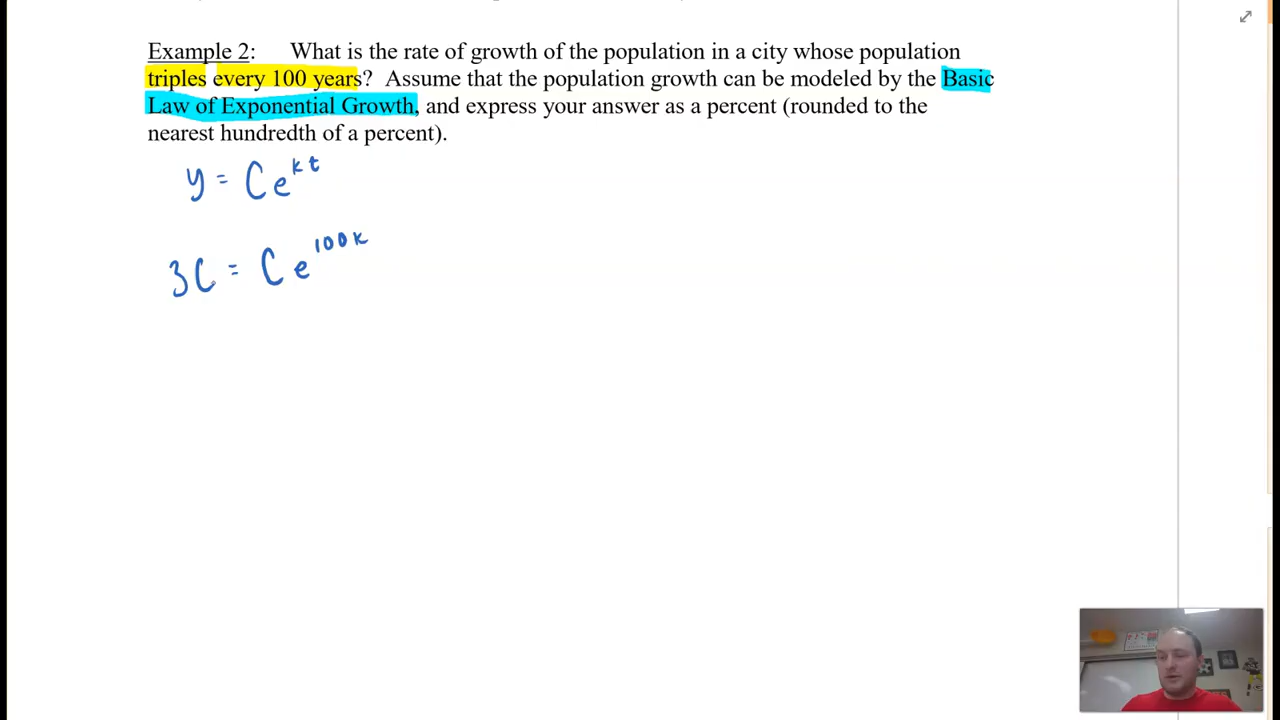 Example 2: What is the rate of growth of the population in a city whose population
triples every 100 years? Assume that the population growth can be modeled by the Basic
Law of Exponential Growth, and express your answer as a percent (rounded to the
nearest hundredth of a percent).
y = Ce^{kt}
3C = Ce^{100k}